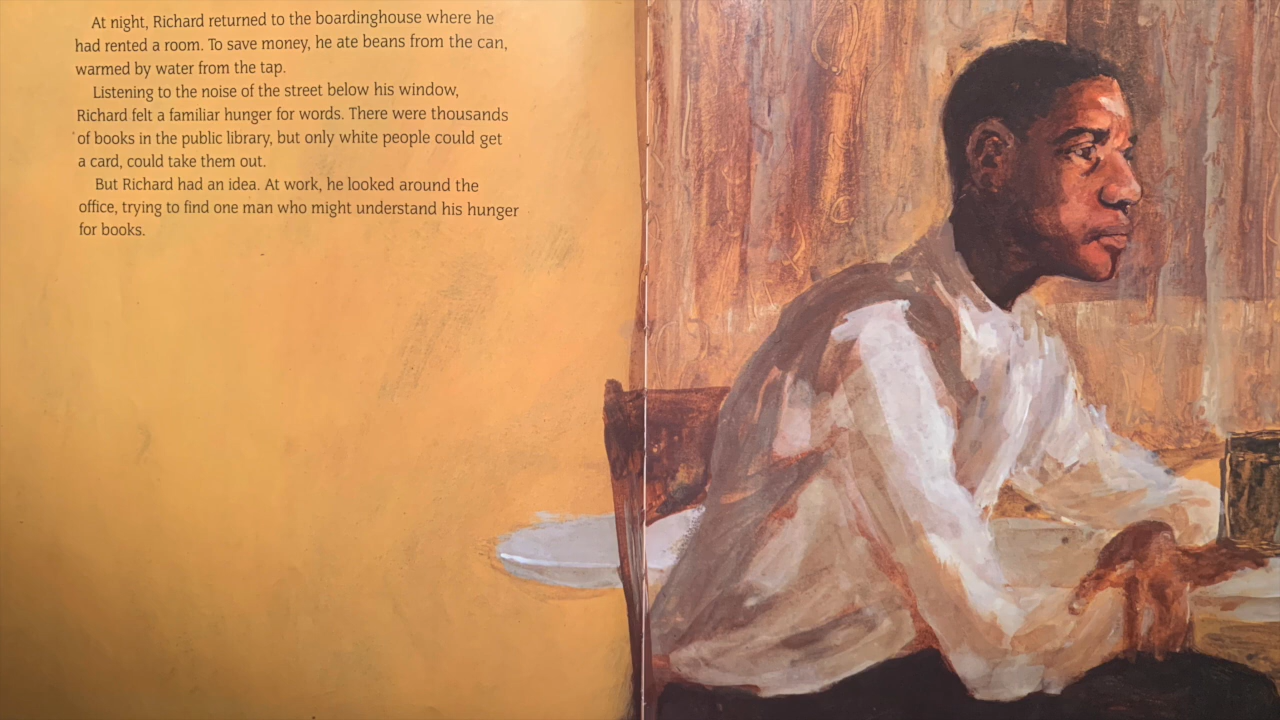 At night, Richard returned to the boardinghouse where he
had rented a room. To save money, he ate beans from the can,
warmed by water from the tap.
Listening to the noise of the street below his window,
Richard felt a familiar hunger for words. There were thousands
of books in the public library, but only white people could get
a card, could take them out.
But Richard had an idea. At work, he looked around the
office, trying to find one man who might understand his hunger
for books.